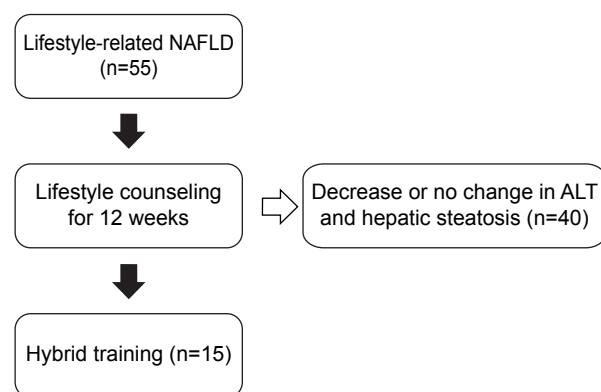 Lifestyle-related NAFLD
(n=55)
Lifestyle counseling
for 12 weeks
Decrease or no change in ALT
and hepatic steatosis (n=40)
Hybrid training (n=15)